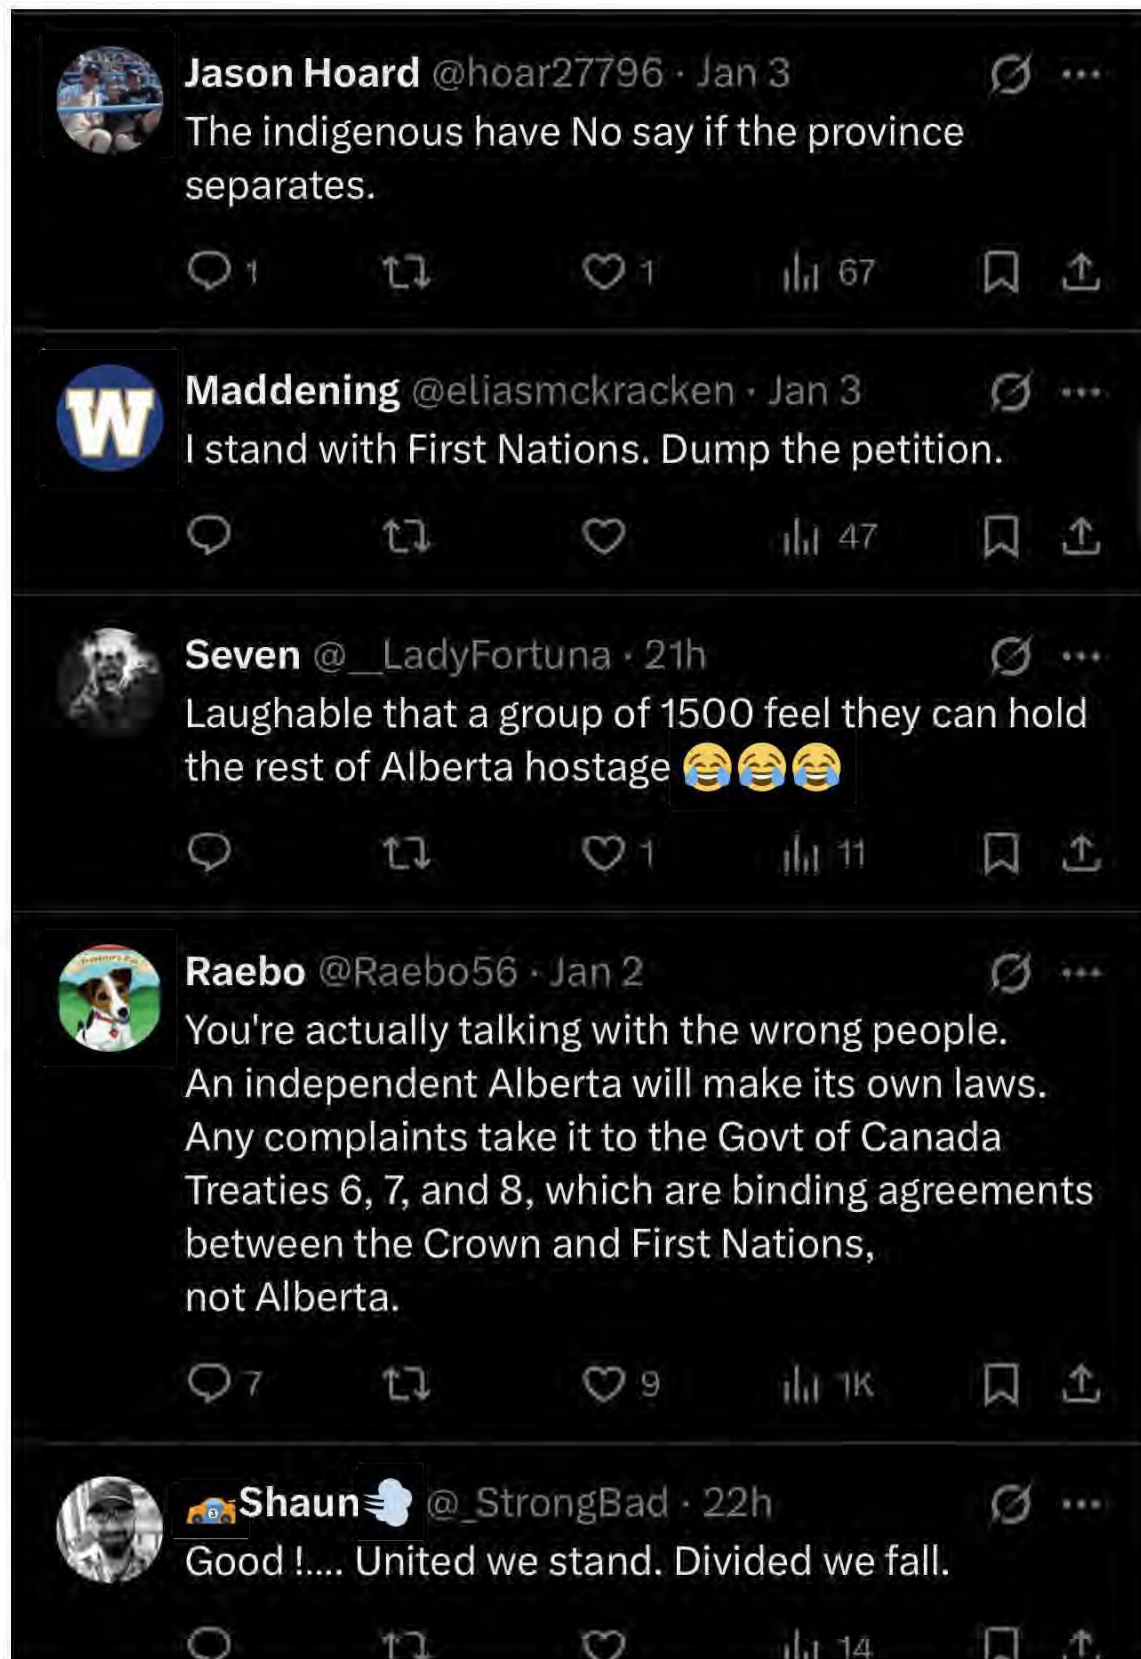 Jason Hoard @hoar27796 · Jan 3
The indigenous have No say if the province
separates.
1 1 67
W
Maddening @eliasmckracken · Jan 3
I stand with First Nations. Dump the petition.
47
Seven @__LadyFortuna · 21h
Laughable that a group of 1500 feel they can hold
the rest of Alberta hostage 😂😂😂
1 11
Raebo @Raebo56 · Jan 2
You're actually talking with the wrong people.
An independent Alberta will make its own laws.
Any complaints take it to the Govt of Canada
Treaties 6, 7, and 8, which are binding agreements
between the Crown and First Nations,
not Alberta.
7 9 1K
Shaun💨 @_StrongBad · 22h
Good !.... United we stand. Divided we fall.
14